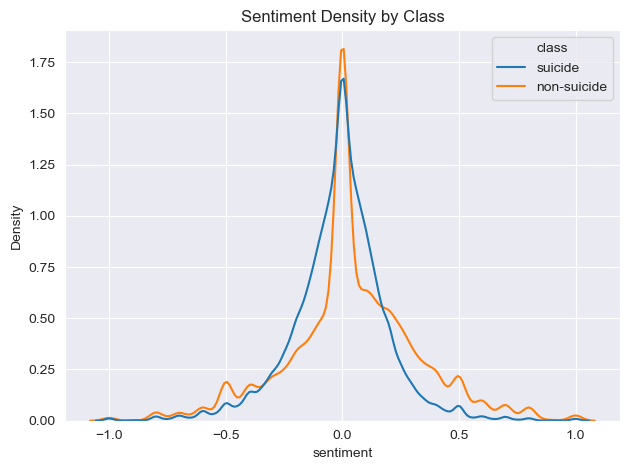 Sentiment Density by Class
class
suicide
non-suicide
1.75
1.50
1.25
1.00
0.75
0.50
0.25
0.00
Density
−1.0 −0.5 0.0 0.5 1.0
sentiment